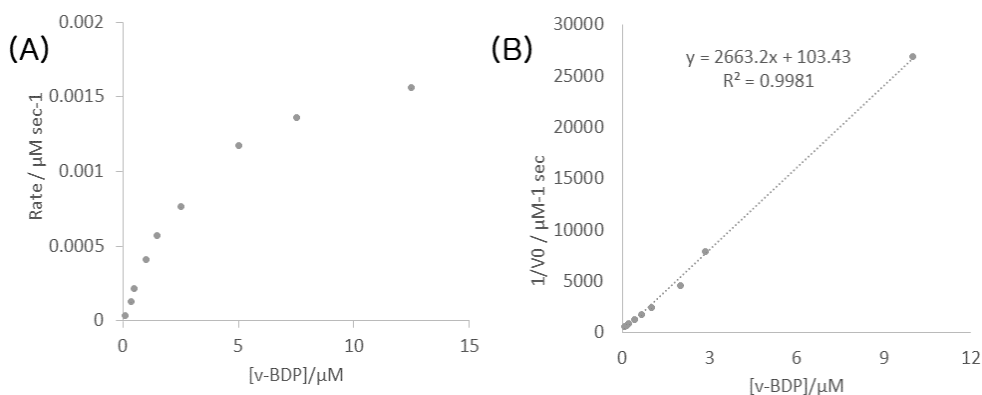 (A)
0.002
0.0015
0.001
0.0005
0
Rate / µM sec-1
0
5
10
15
[v-BDP]/µM
(B)
30000
25000
20000
15000
10000
5000
0
1/V0 / µM-1 sec
y = 2663.2x + 103.43
R² = 0.9981
0
3
6
9
12
[v-BDP]/µM